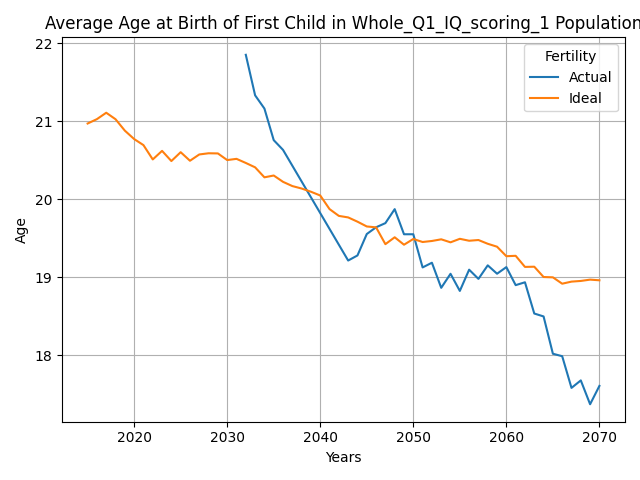 Average Age at Birth of First Child in Whole_Q1_IQ_scoring_1 Population
Fertility
Actual
Ideal
22
21
20
19
18
Age
2020 2030 2040 2050 2060 2070
Years